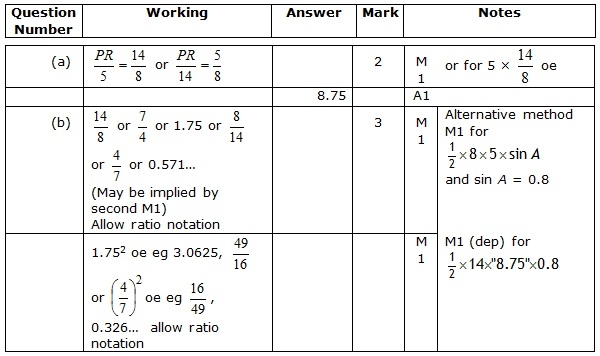 Question Number Working Answer Mark Notes
(a) PR/5 = 14/8 or PR/14 = 5/8 2 M1 or for 5 × 14/8 oe
8.75 A1
(b) 14/8 or 7/4 or 1.75 or 8/14 3 M1 Alternative method
or 4/7 or 0.571... M1 for
(May be implied by 1/2 ×8×5×sin A
second M1) and sin A = 0.8
Allow ratio notation
1.75² oe eg 3.0625, 49/16 M1 M1 (dep) for
or (4/7)² oe eg 16/49 , 1/2 ×14×"8.75"×0.8
0.326... allow ratio
notation